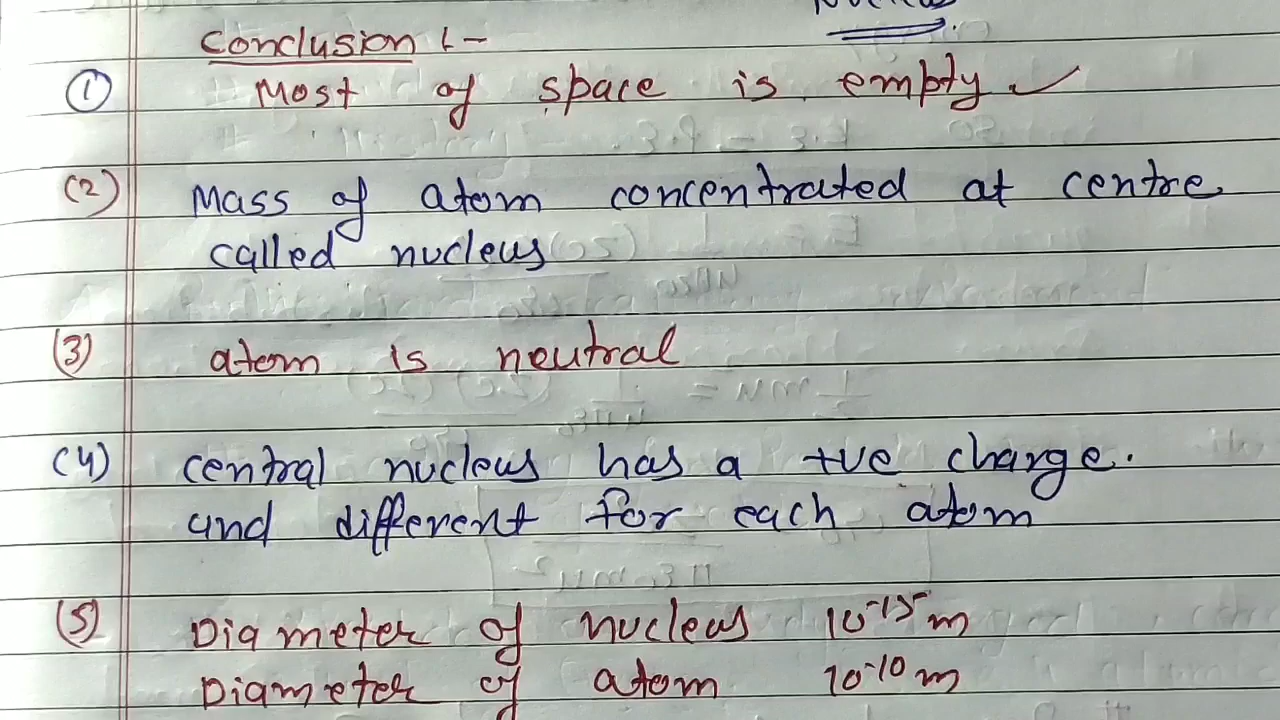 Conclusion :-
① Most of space is empty ✓
(2) Mass of atom concentrated at centre
called nucleus
(3) atom is neutral
(4) central nucleus has a +ve charge.
and different for each atom
(5) Diameter of nucleus 10⁻¹⁵ m
Diameter of atom 10⁻¹⁰ m